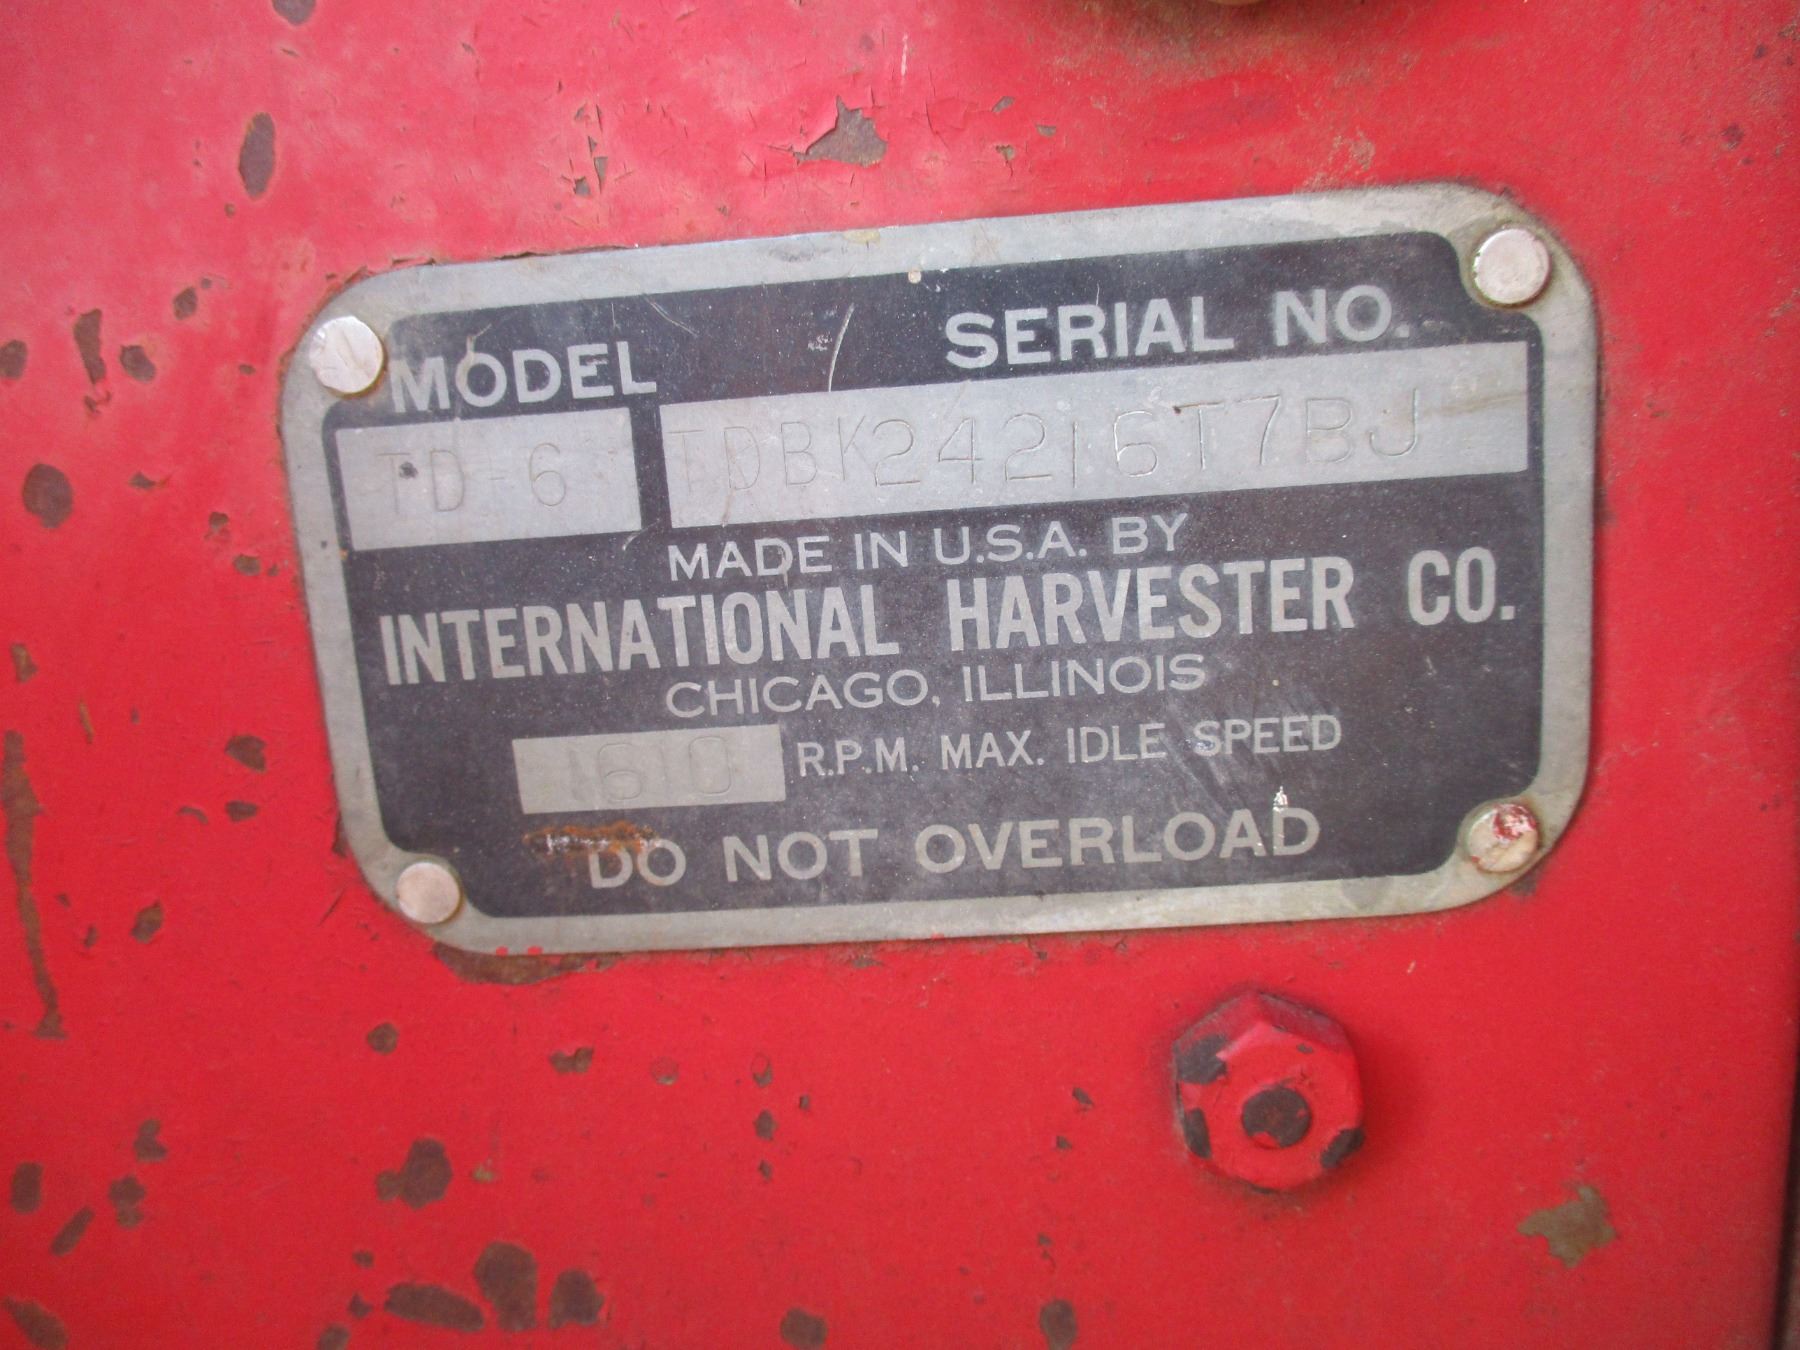 MODEL SERIAL NO.
TD-6 TDBK24216T7BJ
MADE IN U.S.A. BY
INTERNATIONAL HARVESTER CO.
CHICAGO, ILLINOIS
1610 R.P.M. MAX. IDLE SPEED
DO NOT OVERLOAD